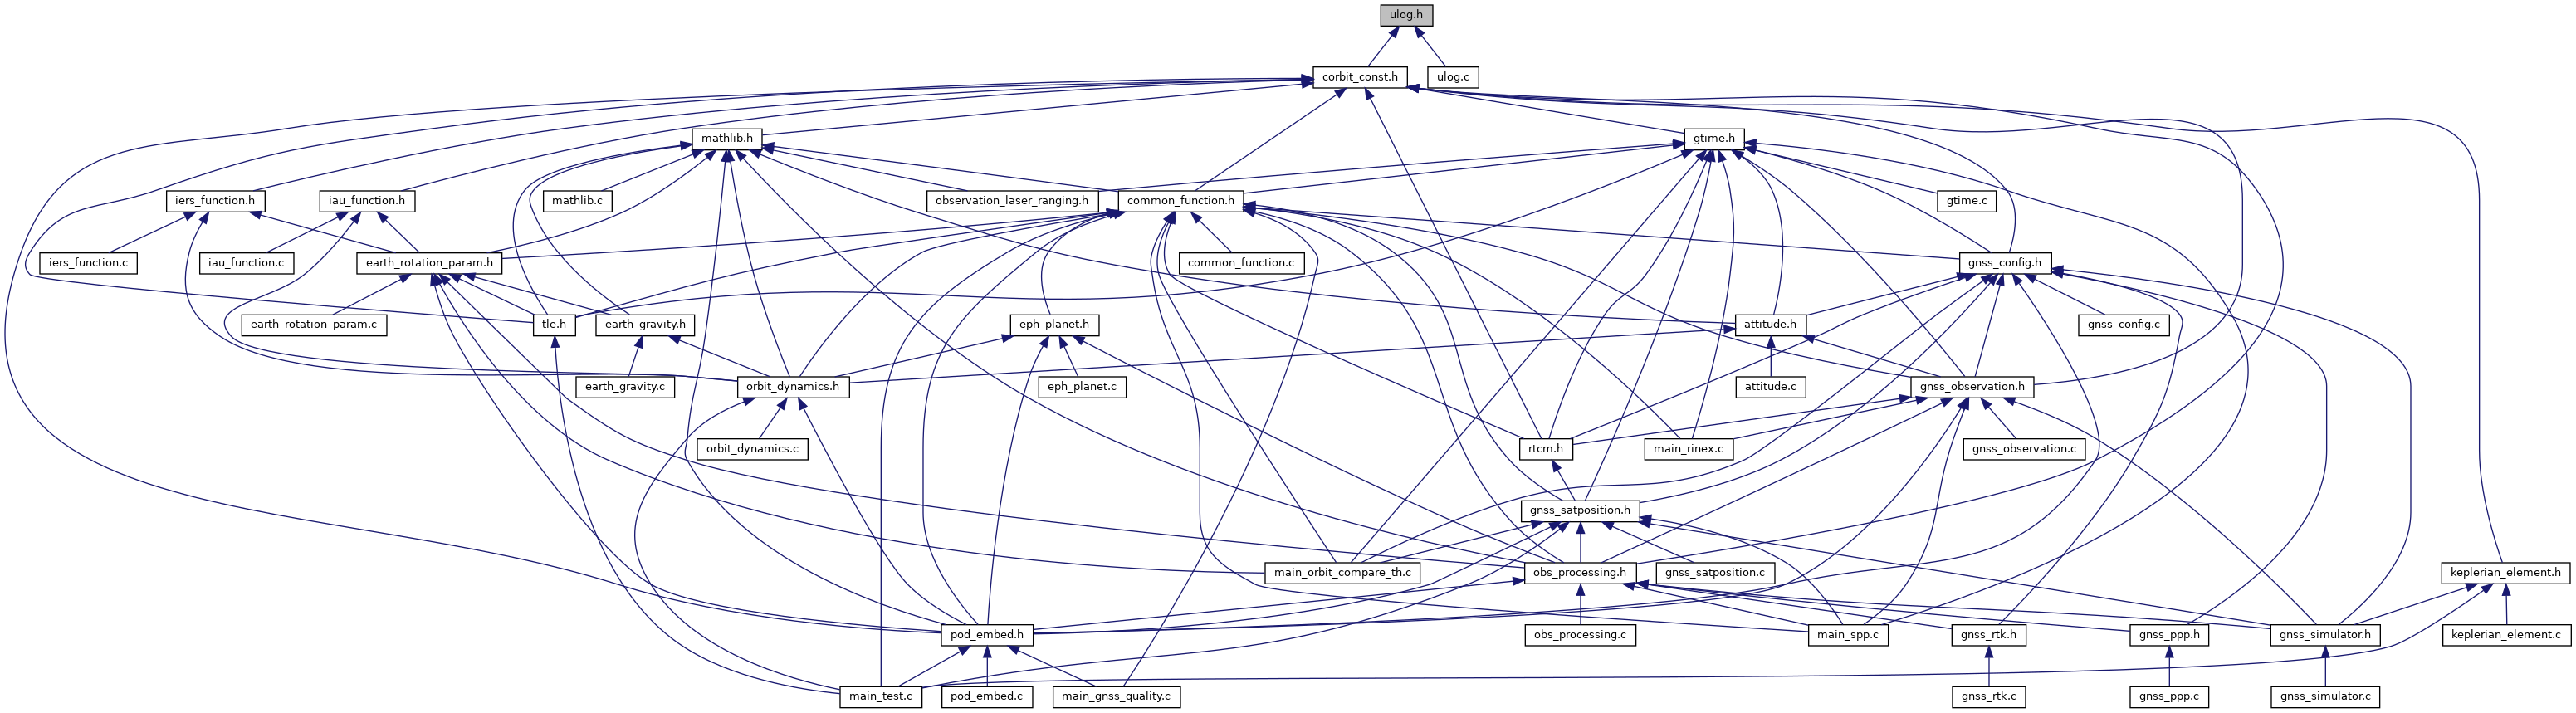 ulog.h
corbit_const.h
ulog.c
mathlib.h
gtime.h
iers_function.h
iau_function.h
mathlib.c
observation_laser_ranging.h
common_function.h
gtime.c
iers_function.c
iau_function.c
earth_rotation_param.h
common_function.c
gnss_config.h
earth_rotation_param.c
tle.h
earth_gravity.h
eph_planet.h
attitude.h
gnss_config.c
earth_gravity.c
orbit_dynamics.h
eph_planet.c
attitude.c
gnss_observation.h
orbit_dynamics.c
rtcm.h
main_rinex.c
gnss_observation.c
gnss_satposition.h
main_orbit_compare_th.c
obs_processing.h
gnss_satposition.c
keplerian_element.h
pod_embed.h
obs_processing.c
main_spp.c
gnss_rtk.h
gnss_ppp.h
gnss_simulator.h
keplerian_element.c
main_test.c
pod_embed.c
main_gnss_quality.c
gnss_rtk.c
gnss_ppp.c
gnss_simulator.c